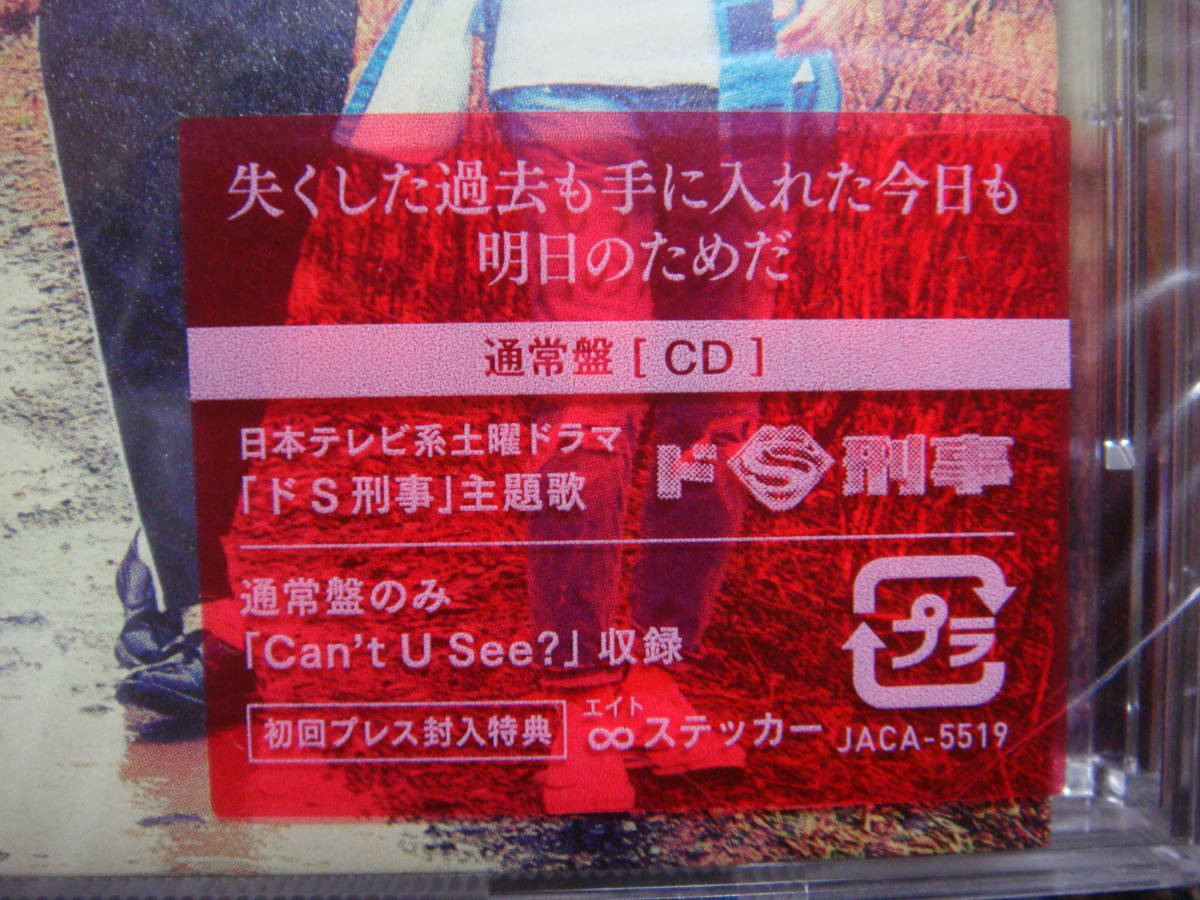 失くした過去も手に入れた今日も
明日のためだ
通常盤 [ CD ]
日本テレビ系土曜ドラマ
「ドS刑事」主題歌
ドS刑事
通常盤のみ
「Can't U See?」収録
プラ
初回プレス封入特典
エイト
∞ステッカー
JACA-5519